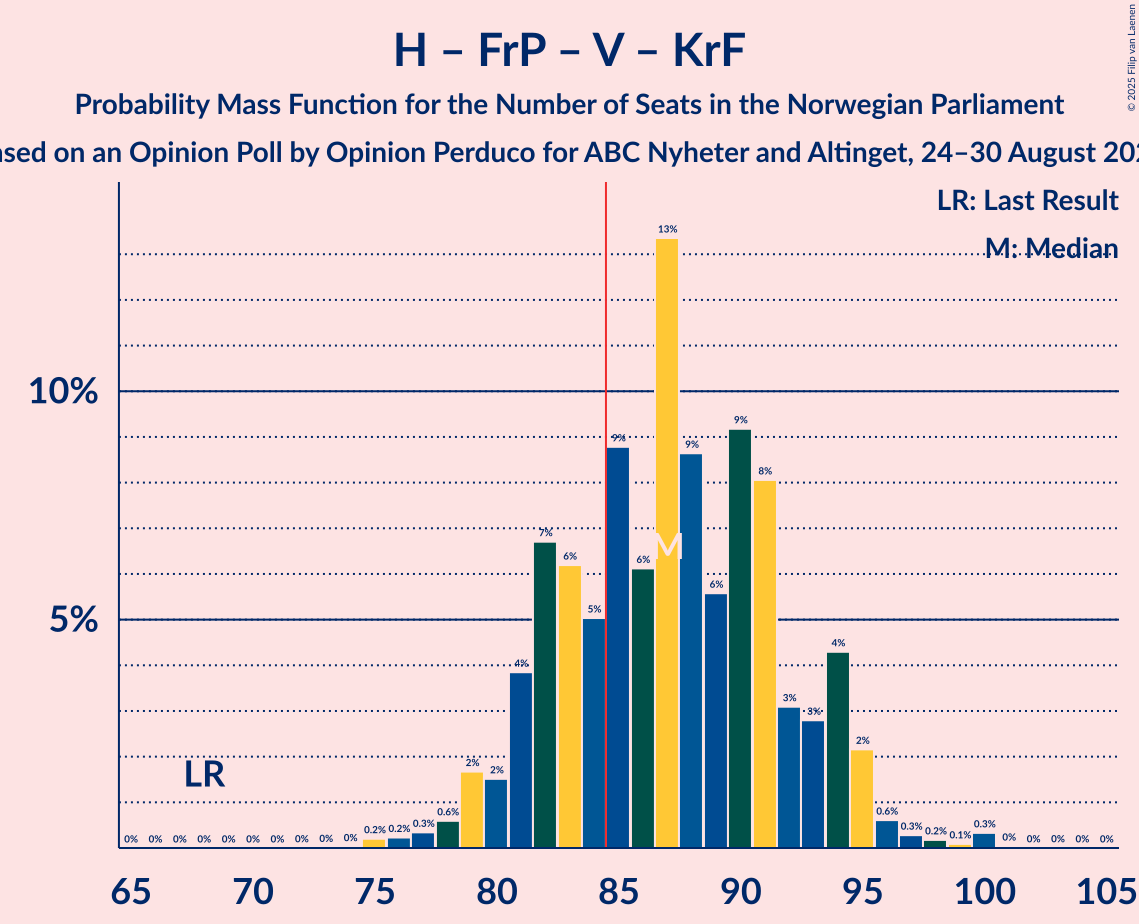 H – FrP – V – KrF
Probability Mass Function for the Number of Seats in the Norwegian Parliament
on an Opinion Poll by Opinion Perduco for ABC Nyheter and Altinget, 24–30 August
© 2025 Filip van Laenen
LR: Last Result
M: Median
10%
5%
LR
M
0% 0% 0% 0% 0% 0% 0% 0% 0% 0% 0.2% 0.2% 0.3% 0.6% 2% 2% 4% 7% 6% 5% 9% 6% 13% 9% 6% 9% 8% 3% 3% 4% 2% 0.6% 0.3% 0.2% 0.1% 0.3% 0% 0% 0% 0% 0%
65 70 75 80 85 90 95 100 105